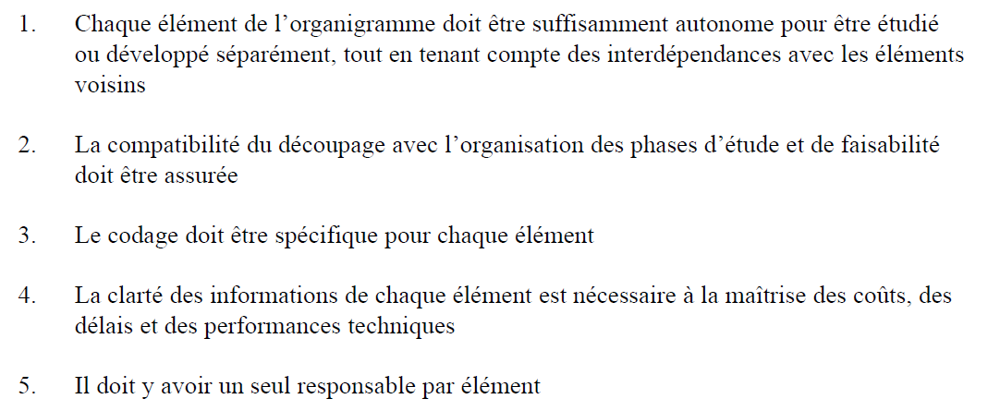 1. Chaque élément de l’organigramme doit être suffisamment autonome pour être étudié
ou développé séparément, tout en tenant compte des interdépendances avec les éléments
voisins
2. La compatibilité du découpage avec l’organisation des phases d’étude et de faisabilité
doit être assurée
3. Le codage doit être spécifique pour chaque élément
4. La clarté des informations de chaque élément est nécessaire à la maîtrise des coûts, des
délais et des performances techniques
5. Il doit y avoir un seul responsable par élément